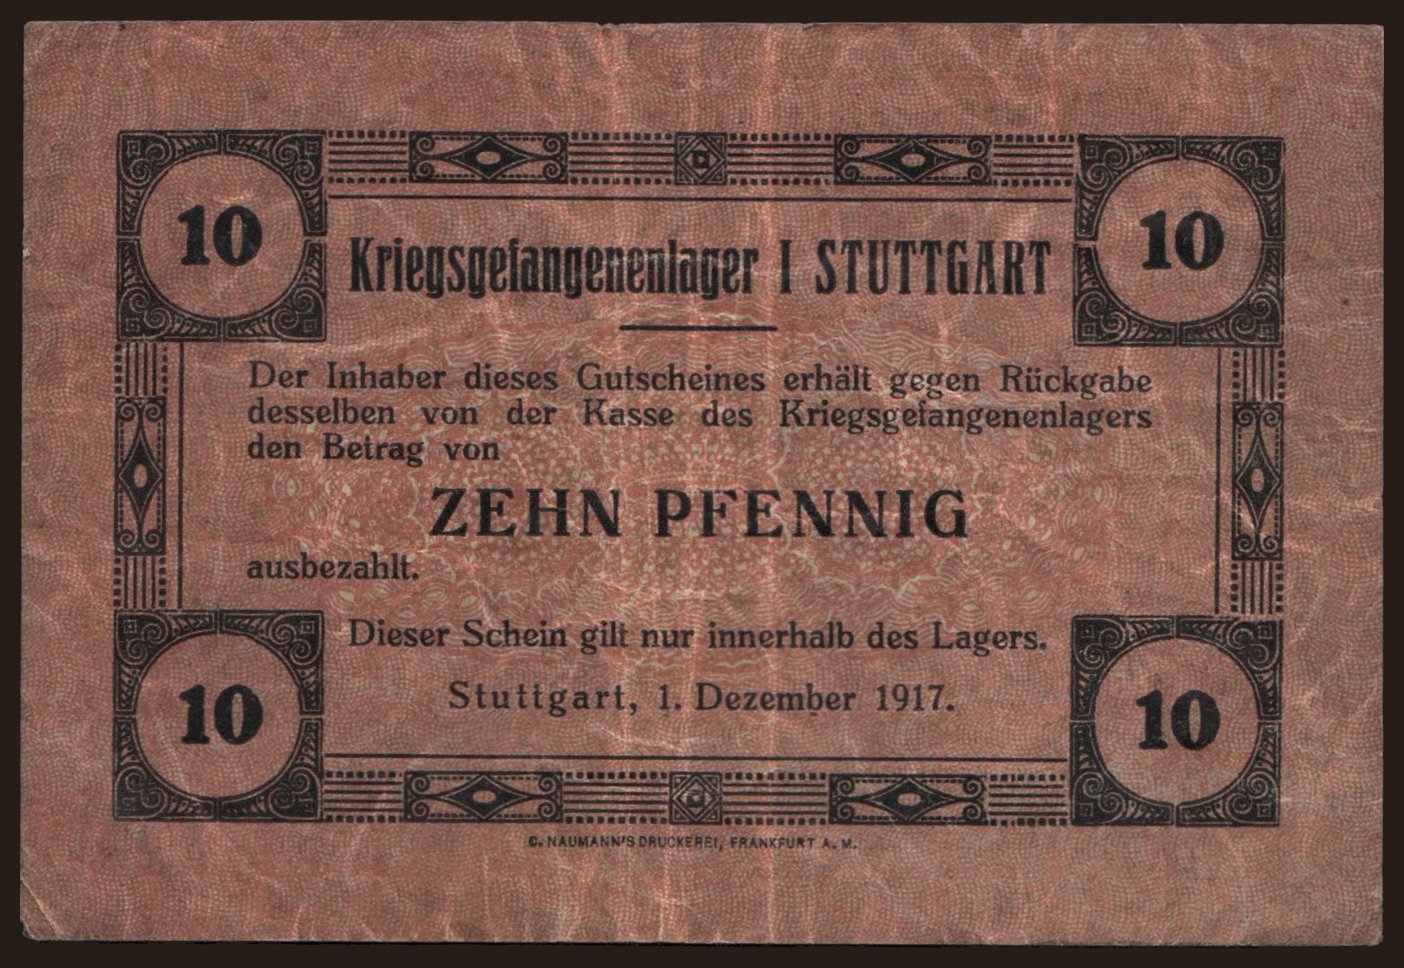 10
10
Kriegsgefangenenlager I STUTTGART
Der Inhaber dieses Gutscheines erhält gegen Rückgabe
desselben von der Kasse des Kriegsgefangenenlagers
den Betrag von
ZEHN PFENNIG
ausbezahlt.
Dieser Schein gilt nur innerhalb des Lagers.
Stuttgart, 1. Dezember 1917.
10
10
C. NAUMANN'S DRUCKEREI, FRANKFURT A. M.